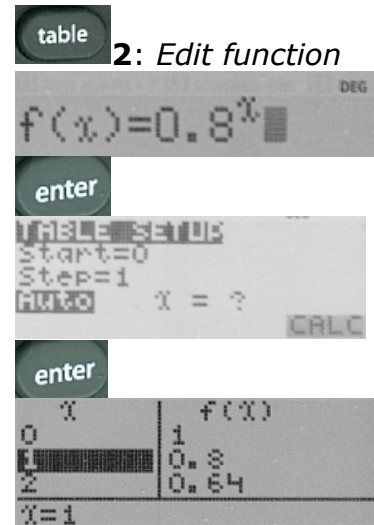 table 2: Edit function
DEG
f(x)=0.8^x
enter
TABLE SETUP
Start=0
Step=1
Auto x = ?
CALC
enter
x f(x)
0 1
1 0.8
2 0.64
x=1